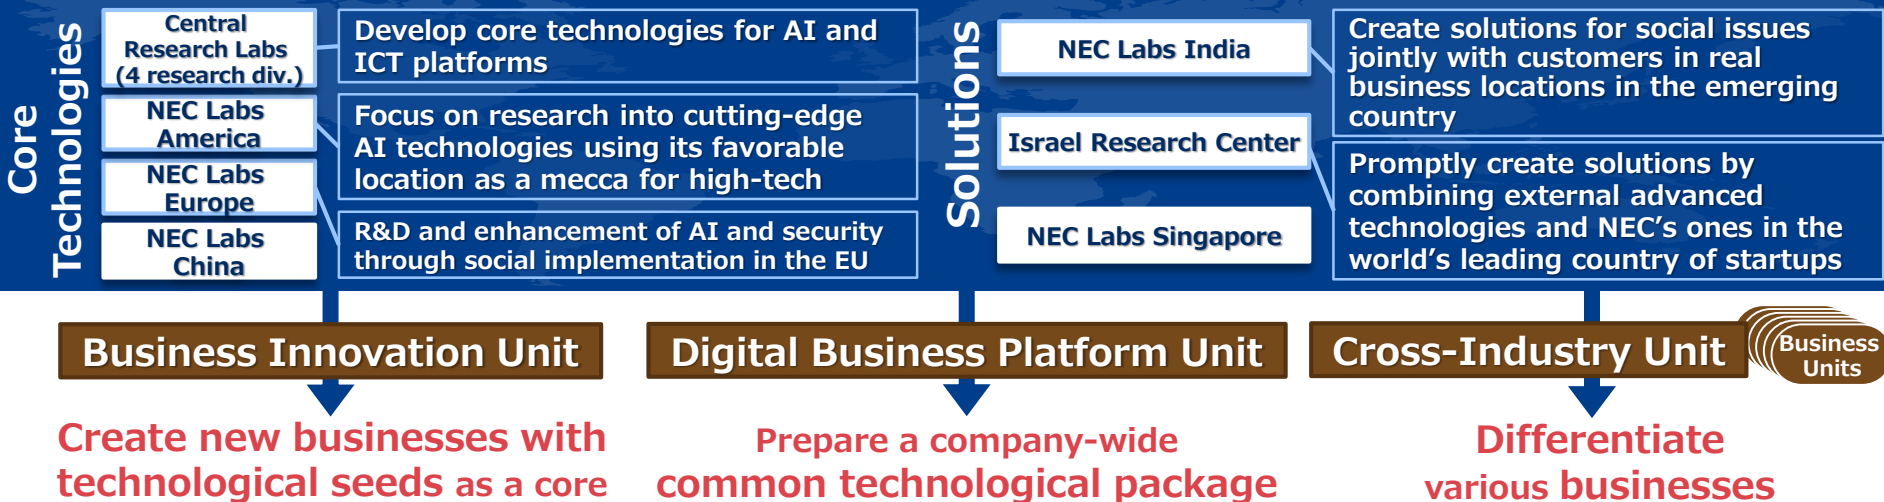 Core
Technologies
Central
Research Labs
(4 research div.)
Develop core technologies for AI and
ICT platforms
NEC Labs
America
Focus on research into cutting-edge
AI technologies using its favorable
location as a mecca for high-tech
NEC Labs
Europe
R&D and enhancement of AI and security
through social implementation in the EU
NEC Labs
China
Solutions
NEC Labs India
Create solutions for social issues
jointly with customers in real
business locations in the emerging
country
Israel Research Center
Promptly create solutions by
combining external advanced
technologies and NEC’s ones in the
world’s leading country of startups
NEC Labs Singapore
Business Innovation Unit
Digital Business Platform Unit
Cross-Industry Unit
Business
Units
Create new businesses with
technological seeds as a core
Prepare a company-wide
common technological package
Differentiate
various businesses